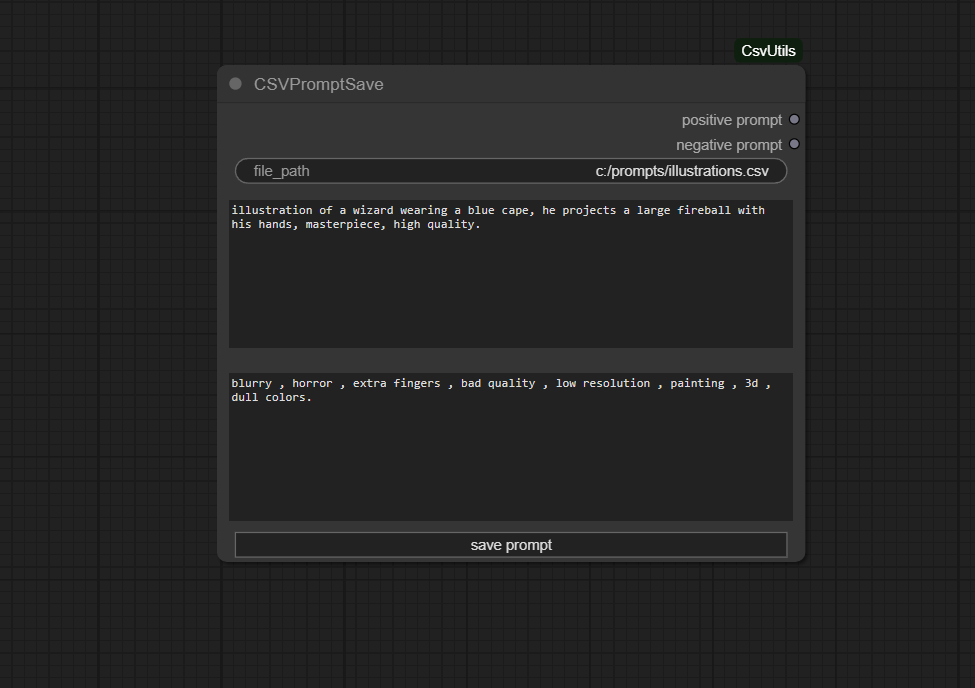 CsvUtils
CSVPromptSave
positive prompt
negative prompt
file_path c:/prompts/illustrations.csv
illustration of a wizard wearing a blue cape, he projects a large fireball with
his hands, masterpiece, high quality.
blurry , horror , extra fingers , bad quality , low resolution , painting , 3d ,
dull colors.
save prompt